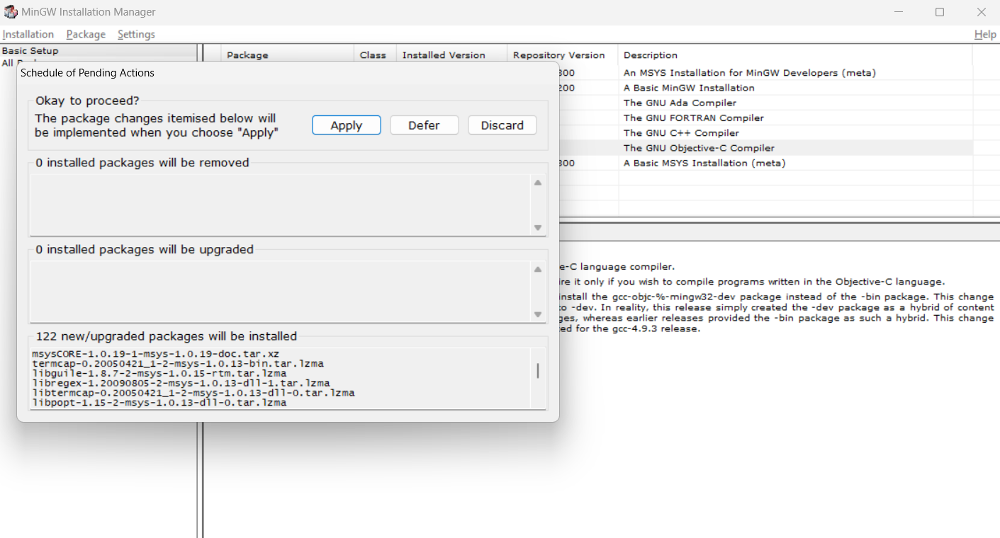 MinGW Installation Manager
Installation Package Settings Help
Basic Setup
All
Package Class Installed Version Repository Version Description
300 An MSYS Installation for MinGW Developers (meta)
200 A Basic MinGW Installation
The GNU Ada Compiler
The GNU FORTRAN Compiler
The GNU C++ Compiler
The GNU Objective-C Compiler
300 A Basic MSYS Installation (meta)
Schedule of Pending Actions
Okay to proceed?
The package changes itemised below will
be implemented when you choose "Apply"
Apply Defer Discard
0 installed packages will be removed
0 installed packages will be upgraded
122 new/upgraded packages will be installed
msysCORE-1.0.19-1-msys-1.0.19-doc.tar.xz
termcap-0.20050421_1-2-msys-1.0.13-bin.tar.lzma
libguile-1.8.7-2-msys-1.0.15-rtm.tar.lzma
libregex-1.20090805-2-msys-1.0.13-dll-1.tar.lzma
libtermcap-0.20050421_1-2-msys-1.0.13-dll-0.tar.lzma
libpopt-1.15-2-msys-1.0.13-dll-0.tar.lzma
e-C language compiler.
ire it only if you wish to compile programs written in the Objective-C language.
install the gcc-objc-%-mingw32-dev package instead of the -bin package. This change
to -dev. In reality, this release simply created the -dev package as a hybrid of content
ges, whereas earlier releases provided the -bin package as such a hybrid. This change
ted for the gcc-4.9.3 release.